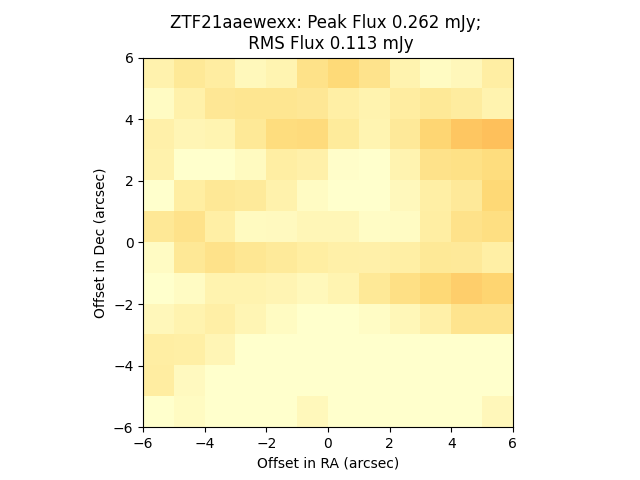 ZTF21aaewexx: Peak Flux 0.262 mJy;
RMS Flux 0.113 mJy
6
4
2
0
−2
−4
−6
Offset in Dec (arcsec)
−6 −4 −2 0 2 4 6
Offset in RA (arcsec)